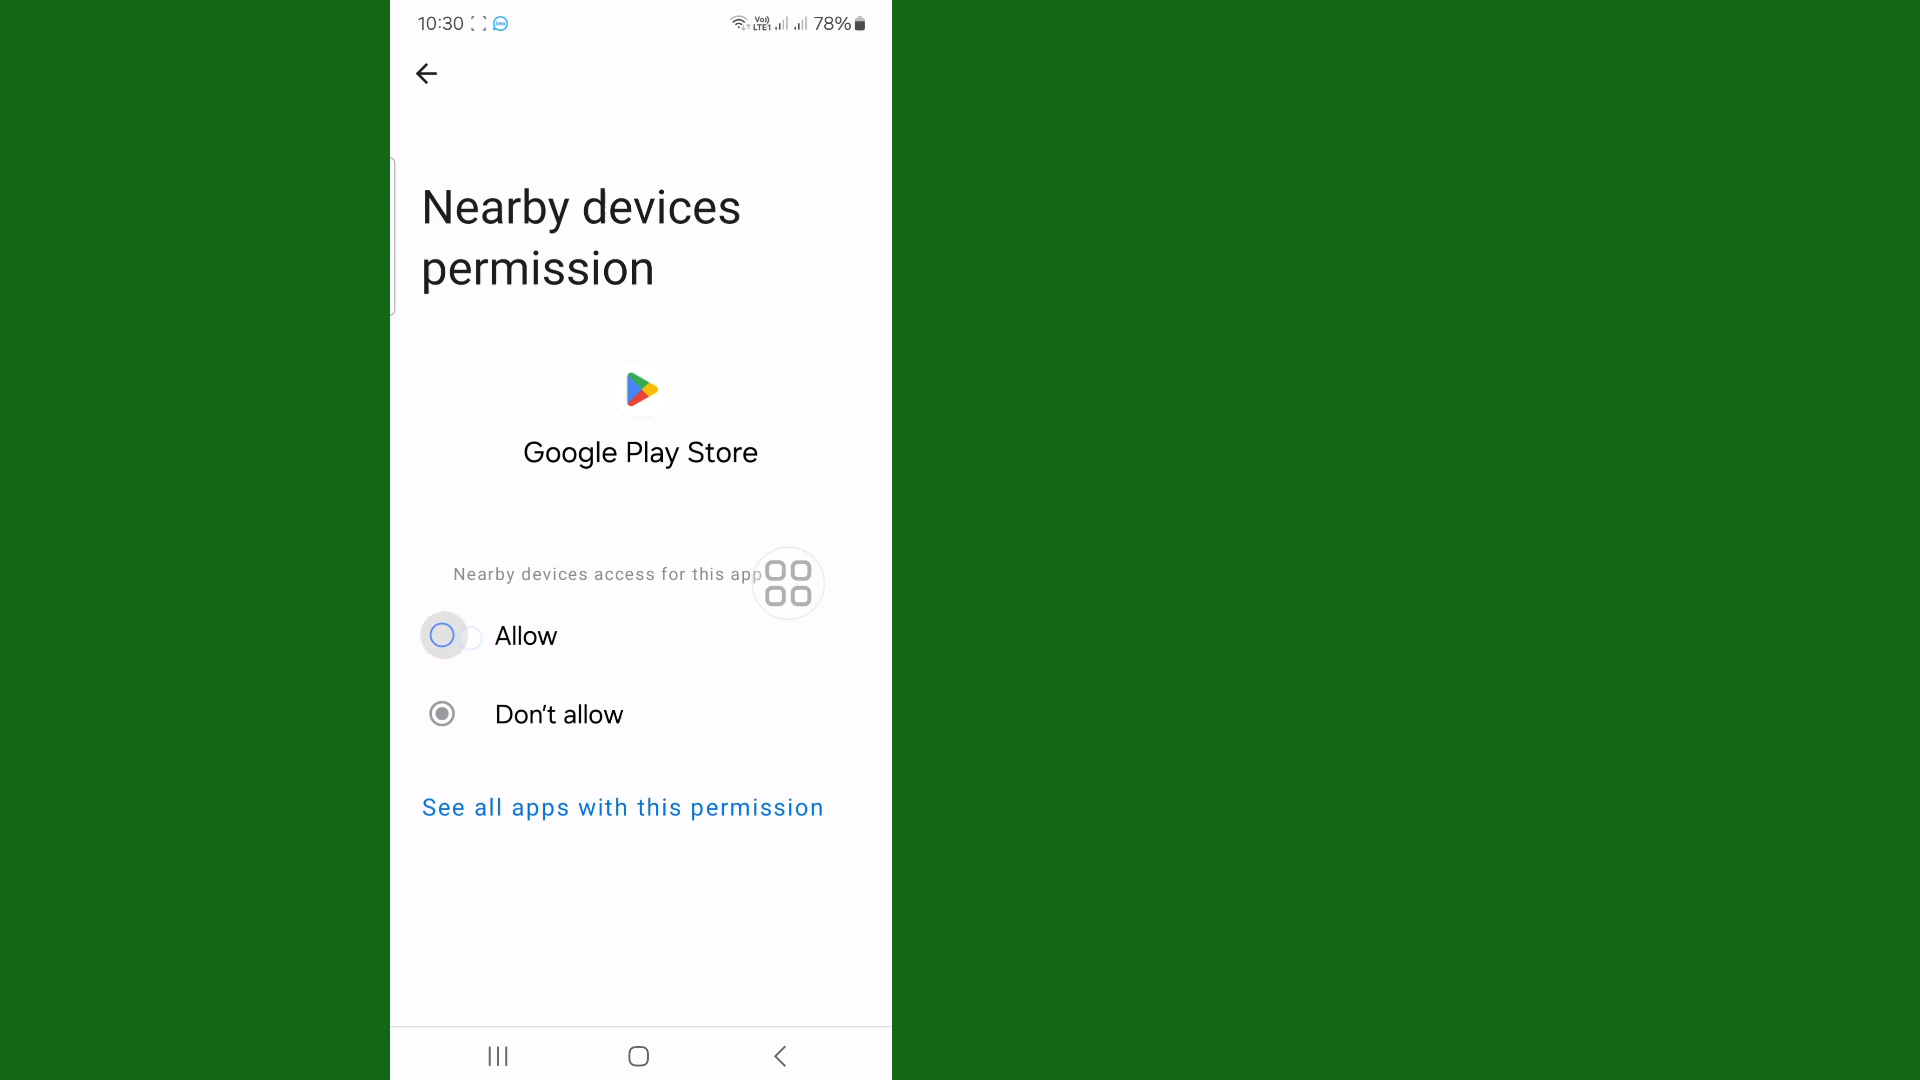 10:30 78%
Nearby devices
permission
Google Play Store
Nearby devices access for this app
Allow
Don't allow
See all apps with this permission